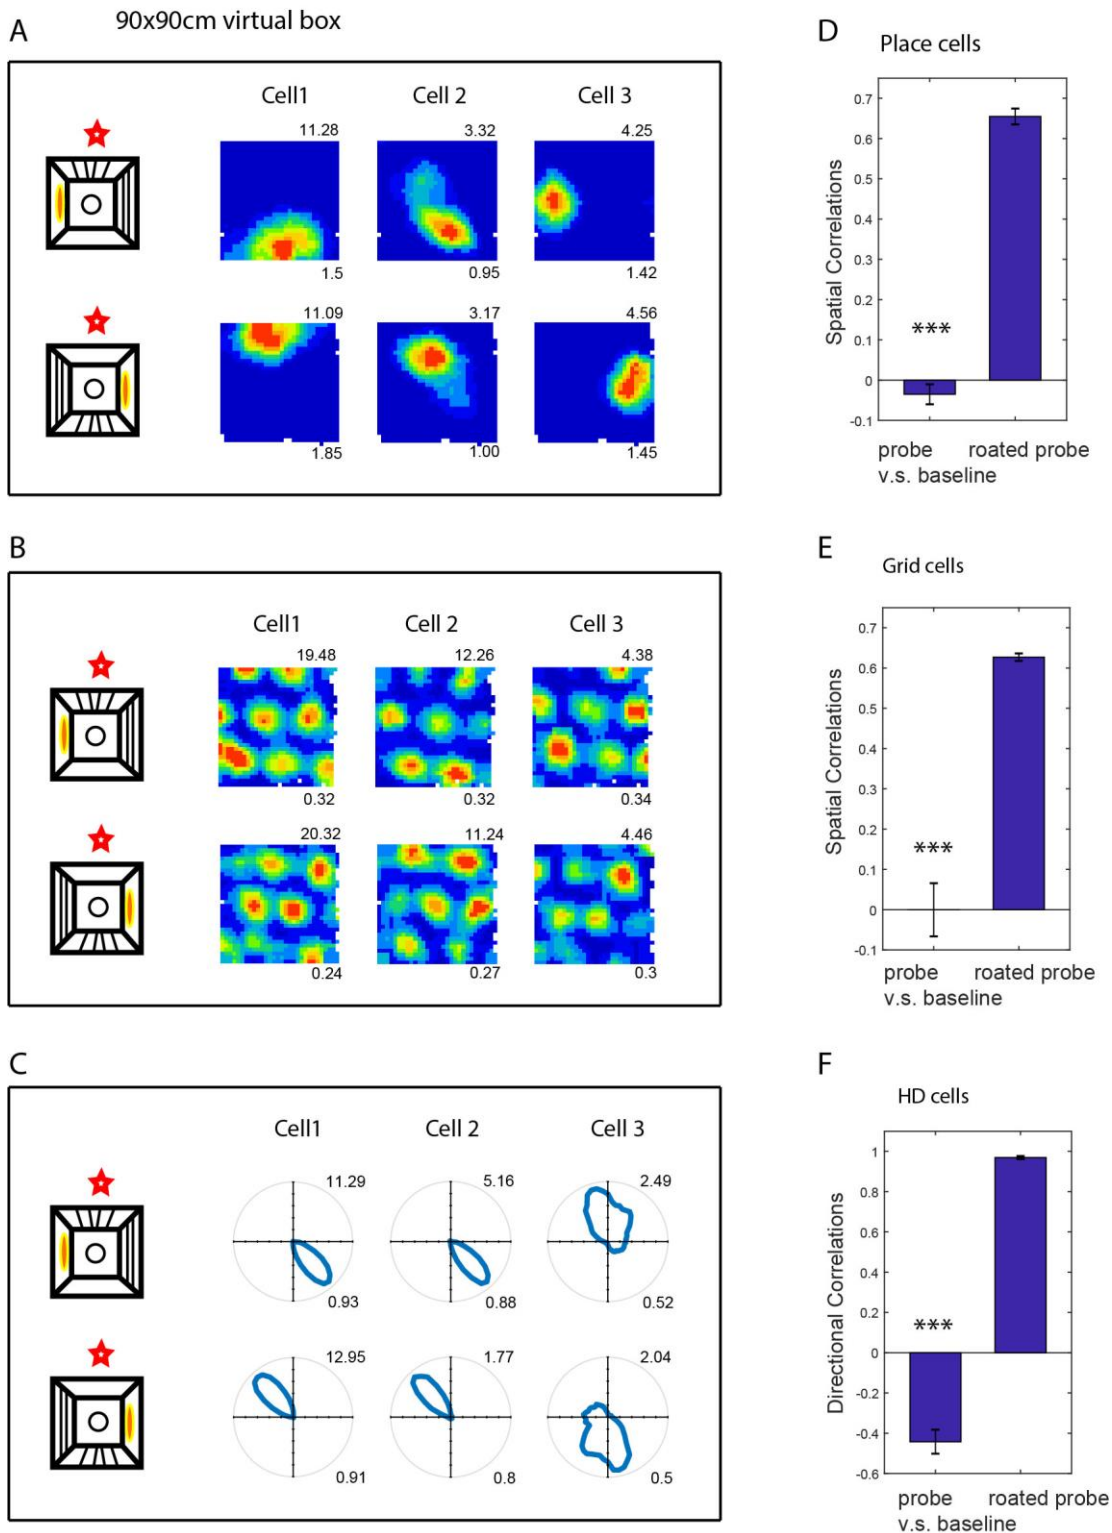 A
90x90cm virtual box
Cell1 Cell 2 Cell 3
11.28 3.32 4.25
1.5 0.95 1.42
11.09 3.17 4.56
1.85 1.00 1.45
B
Cell1 Cell 2 Cell 3
19.48 12.26 4.38
0.32 0.32 0.34
20.32 11.24 4.46
0.24 0.27 0.3
C
Cell1 Cell 2 Cell 3
11.29 5.16 2.49
0.93 0.88 0.52
12.95 1.77 2.04
0.91 0.8 0.5
D
Place cells
Spatial Correlations
0.7
0.6
0.5
0.4
0.3
0.2
0.1
0
-0.1
***
probe roated probe
v.s. baseline
E
Grid cells
Spatial Correlations
0.7
0.6
0.5
0.4
0.3
0.2
0.1
0
-0.1
***
probe roated probe
v.s. baseline
F
HD cells
Directional Correlations
1
0.8
0.6
0.4
0.2
0
-0.2
-0.4
-0.6
***
probe roated probe
v.s. baseline